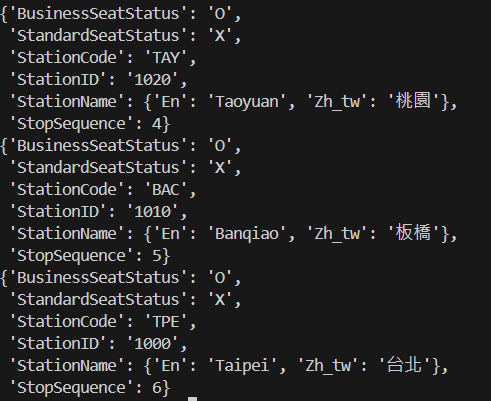 {'BusinessSeatStatus': 'O',
 'StandardSeatStatus': 'X',
 'StationCode': 'TAY',
 'StationID': '1020',
 'StationName': {'En': 'Taoyuan', 'Zh_tw': '桃園'},
 'StopSequence': 4}
{'BusinessSeatStatus': 'O',
 'StandardSeatStatus': 'X',
 'StationCode': 'BAC',
 'StationID': '1010',
 'StationName': {'En': 'Banqiao', 'Zh_tw': '板橋'},
 'StopSequence': 5}
{'BusinessSeatStatus': 'O',
 'StandardSeatStatus': 'X',
 'StationCode': 'TPE',
 'StationID': '1000',
 'StationName': {'En': 'Taipei', 'Zh_tw': '台北'},
 'StopSequence': 6}